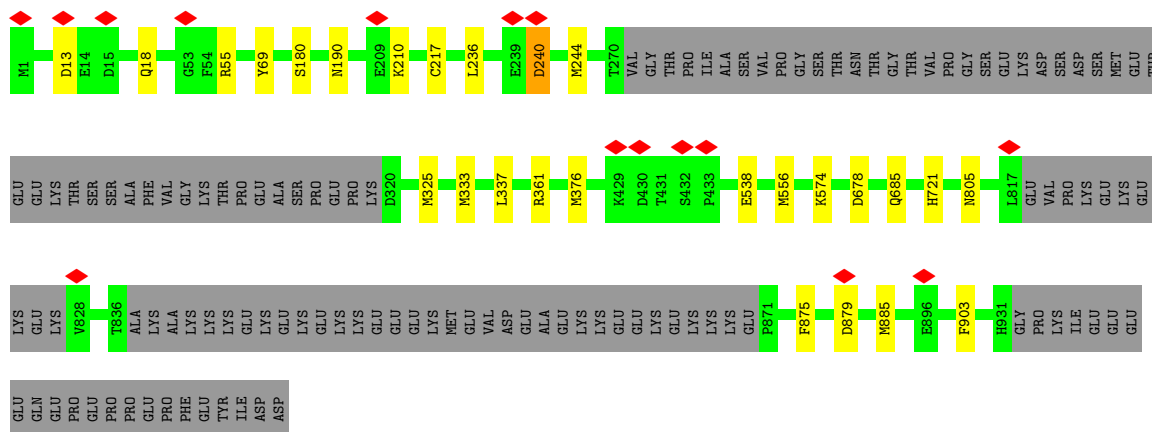 M1 D13 E14 D15 Q18 G53 F54 R55 Y69 S180 N190 E209 K210 C217 L236 E239 D240 M244 T270 VAL GLY THR PRO ILE ALA SER VAL PRO GLY SER THR ASN THR GLY THR VAL PRO GLY SER GLU LYS ASP SER ASP SER MET GLU
GLU GLU LYS THR SER SER ALA PHE VAL GLY LYS THR PRO GLU ALA SER PRO GLU PRO LYS D320 M325 M333 L337 R361 M376 K429 D430 T431 S432 P433 E538 M556 K574 D678 Q685 H721 N805 L817 GLU VAL PRO LYS GLU LYS GLU
LYS GLU LYS V828 T836 ALA LYS ALA LYS LYS LYS GLU LYS GLU LYS GLU LYS LYS GLU GLU GLU LYS MET GLU VAL ASP GLU ALA GLU LYS LYS GLU GLU LYS GLU LYS LYS LYS GLU P871 F875 D879 M885 E896 F903 H931 GLY PRO LYS ILE GLU GLU GLU
GLU GLN GLU PRO GLU PRO PRO GLU PRO PHE GLU TYR ILE ASP ASP